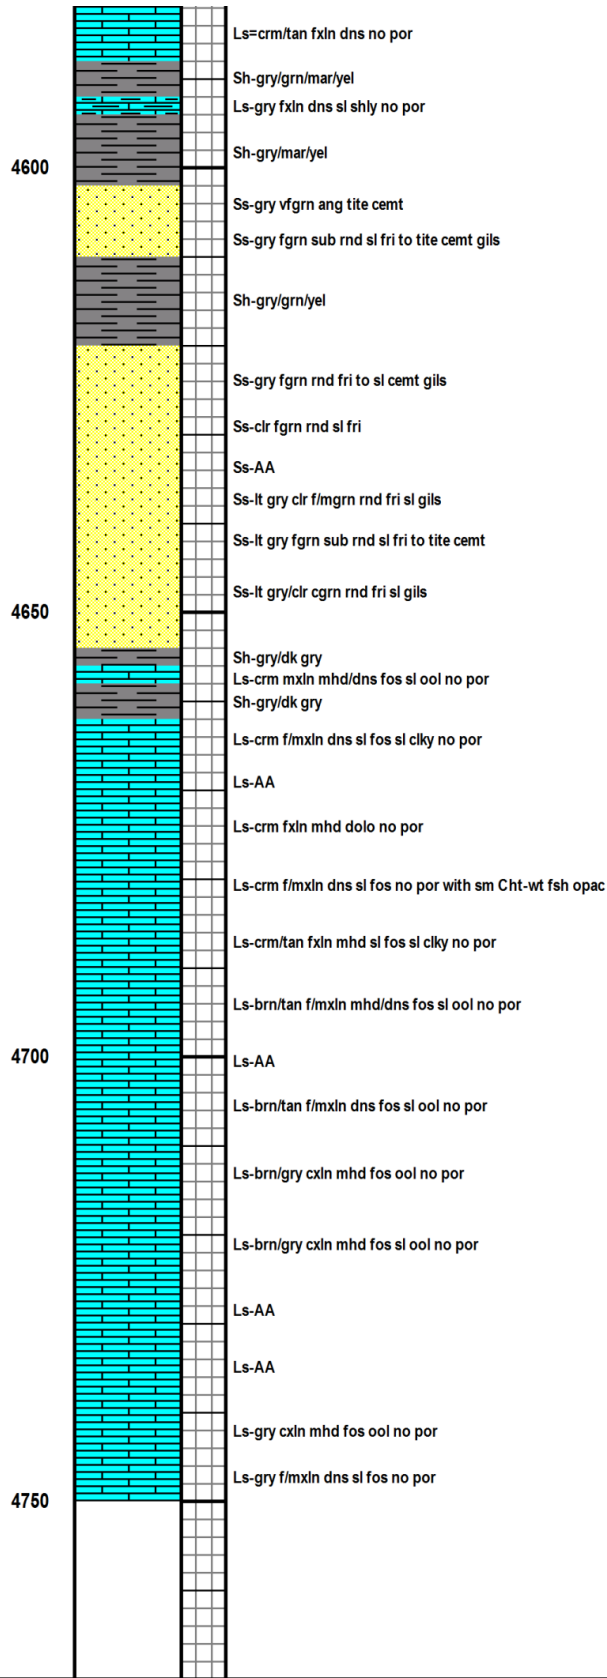 Ls=crm/tan fxln dns no por
Sh-gry/grn/mar/yel
Ls-gry fxln dns sl shly no por
Sh-gry/mar/yel
4600
Ss-gry vfgrn ang tite cemt
Ss-gry fgrn sub rnd sl fri to tite cemt gils
Sh-gry/grn/yel
Ss-gry fgrn rnd fri to sl cemt gils
Ss-clr fgrn rnd sl fri
Ss-AA
Ss-lt gry clr f/mgrn rnd fri sl gils
Ss-lt gry fgrn sub rnd sl fri to tite cemt
Ss-lt gry/clr cgrn rnd fri sl gils
4650
Sh-gry/dk gry
Ls-crm mxln mhd/dns fos sl ool no por
Sh-gry/dk gry
Ls-crm f/mxln dns sl fos sl clky no por
Ls-AA
Ls-crm fxln mhd dolo no por
Ls-crm f/mxln dns sl fos no por with sm Cht-wt fsh opac
Ls-crm/tan fxln mhd sl fos sl clky no por
Ls-brn/tan f/mxln mhd/dns fos sl ool no por
4700
Ls-AA
Ls-brn/tan f/mxln dns fos sl ool no por
Ls-brn/gry cxln mhd fos ool no por
Ls-brn/gry cxln mhd fos sl ool no por
Ls-AA
Ls-AA
Ls-gry cxln mhd fos ool no por
Ls-gry f/mxln dns sl fos no por
4750